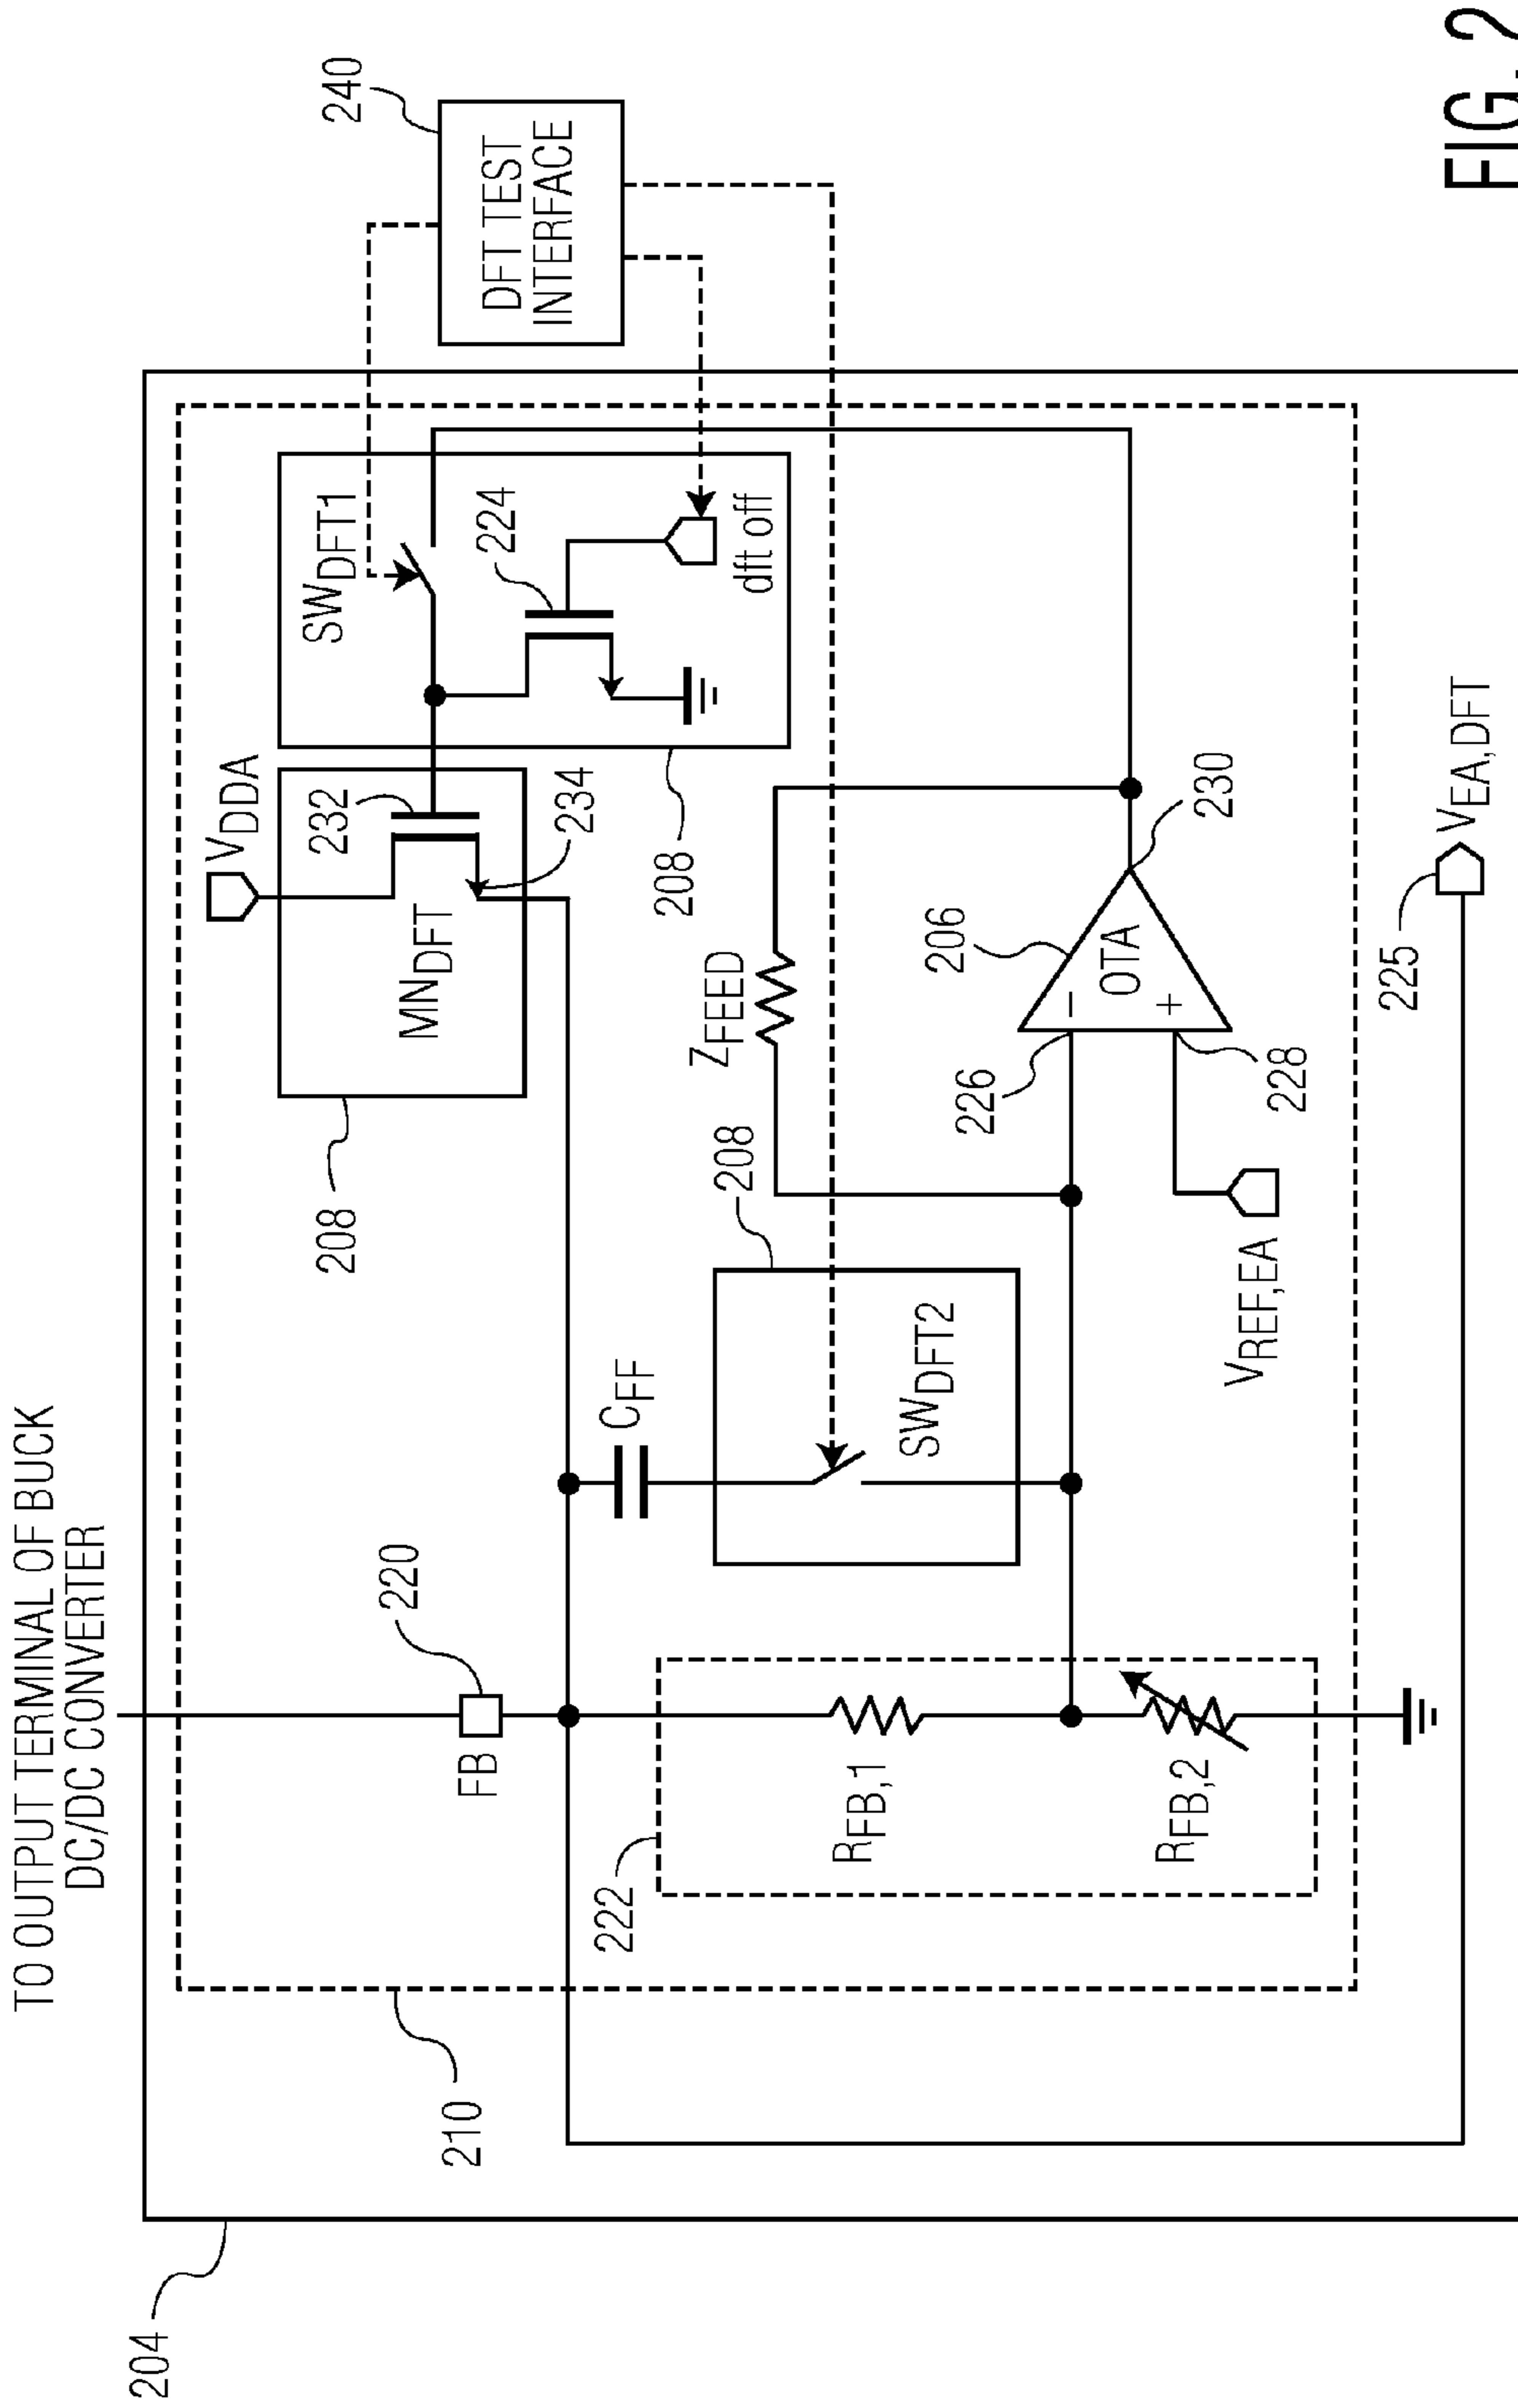 TO OUTPUT TERMINAL OF BUCK
DC/DC CONVERTER
204
210
FB
220
222
RFB,1
RFB,2
CFF
SWDFT2
208
VDDA
MNDFT
232
234
208
SWDFT1
224
dft off
208
240
DFT TEST
INTERFACE
ZFEED
206
OTA
−
+
226
228
230
VREF,EA
225
VEA,DFT
FIG. 2